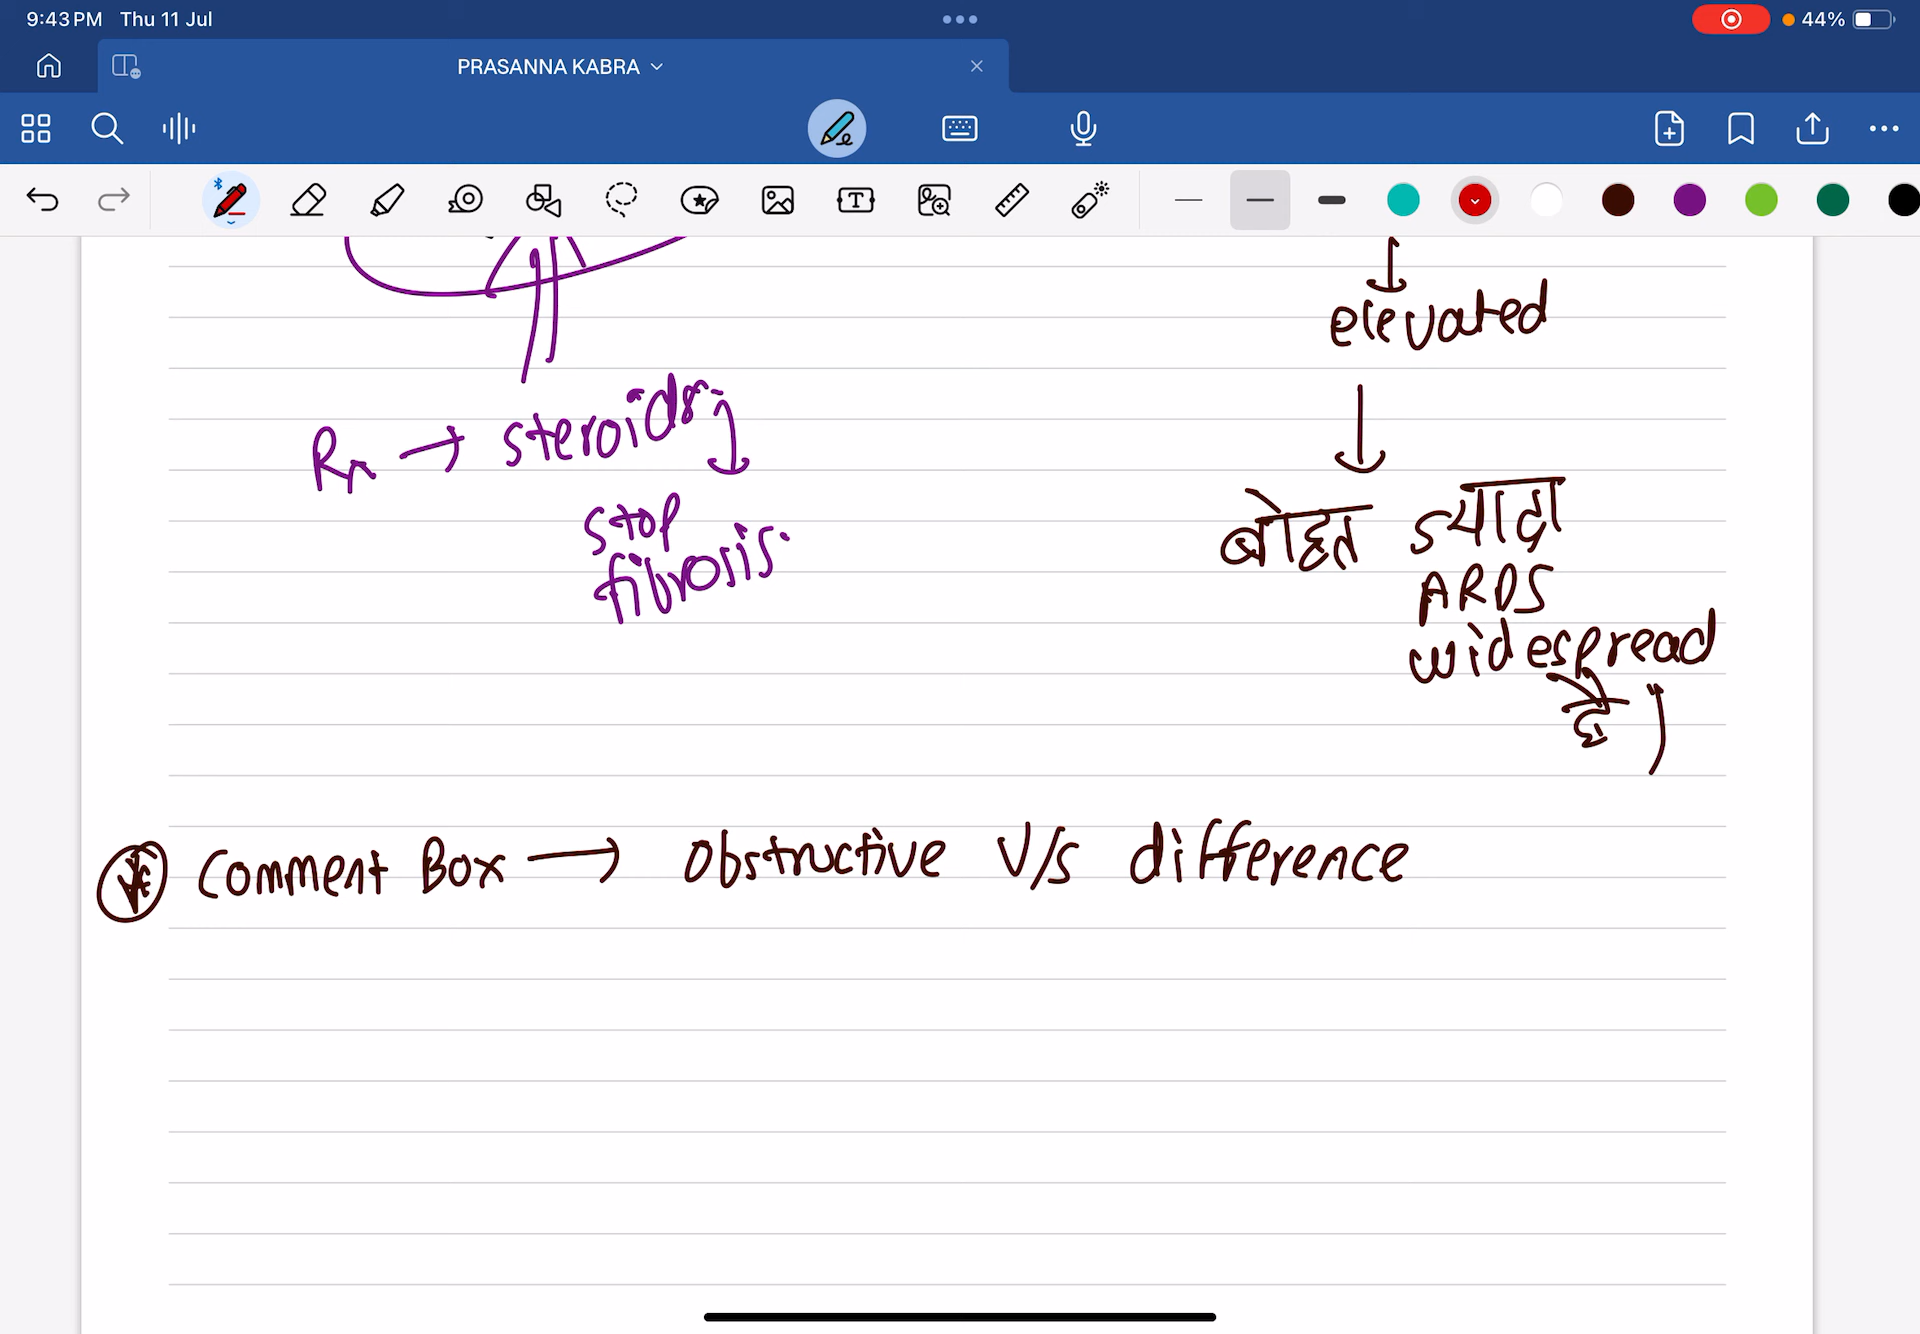 9:43 PM Thu 11 Jul
44%
PRASANNA KABRA
elevated
Rx → steroids
stop
fibrosis
बोहत ज्यादा
ARDS
widespread
है )
Comment Box → Obstructive V/s difference